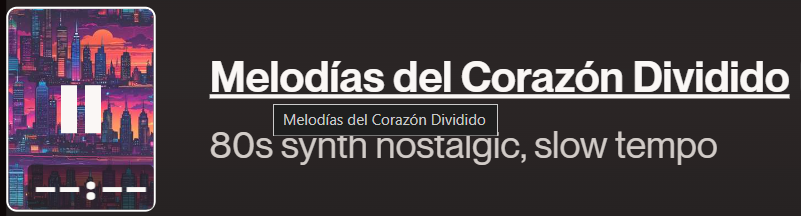 Melodías del Corazón Dividido
Melodías del Corazón Dividido
80s synth nostalgic, slow tempo
--:--